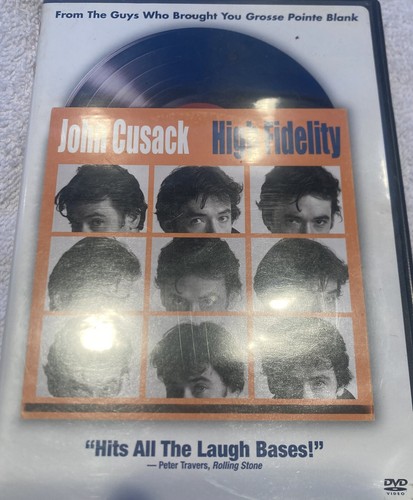 From The Guys Who Brought You Grosse Pointe Blank
John Cusack High Fidelity
“Hits All The Laugh Bases!”
— Peter Travers, Rolling Stone
DVD
VIDEO